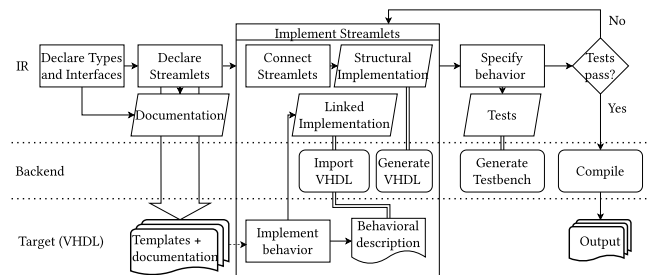 No
Implement Streamlets
IR
Declare Types
and Interfaces
Declare
Streamlets
Connect
Streamlets
Structural
Implementation
Specify
behavior
Tests
pass?
Documentation
Linked
Implementation
Tests
Yes
Backend
Import
VHDL
Generate
VHDL
Generate
Testbench
Compile
Target (VHDL)
Templates +
documentation
Implement
behavior
Behavioral
description
Output